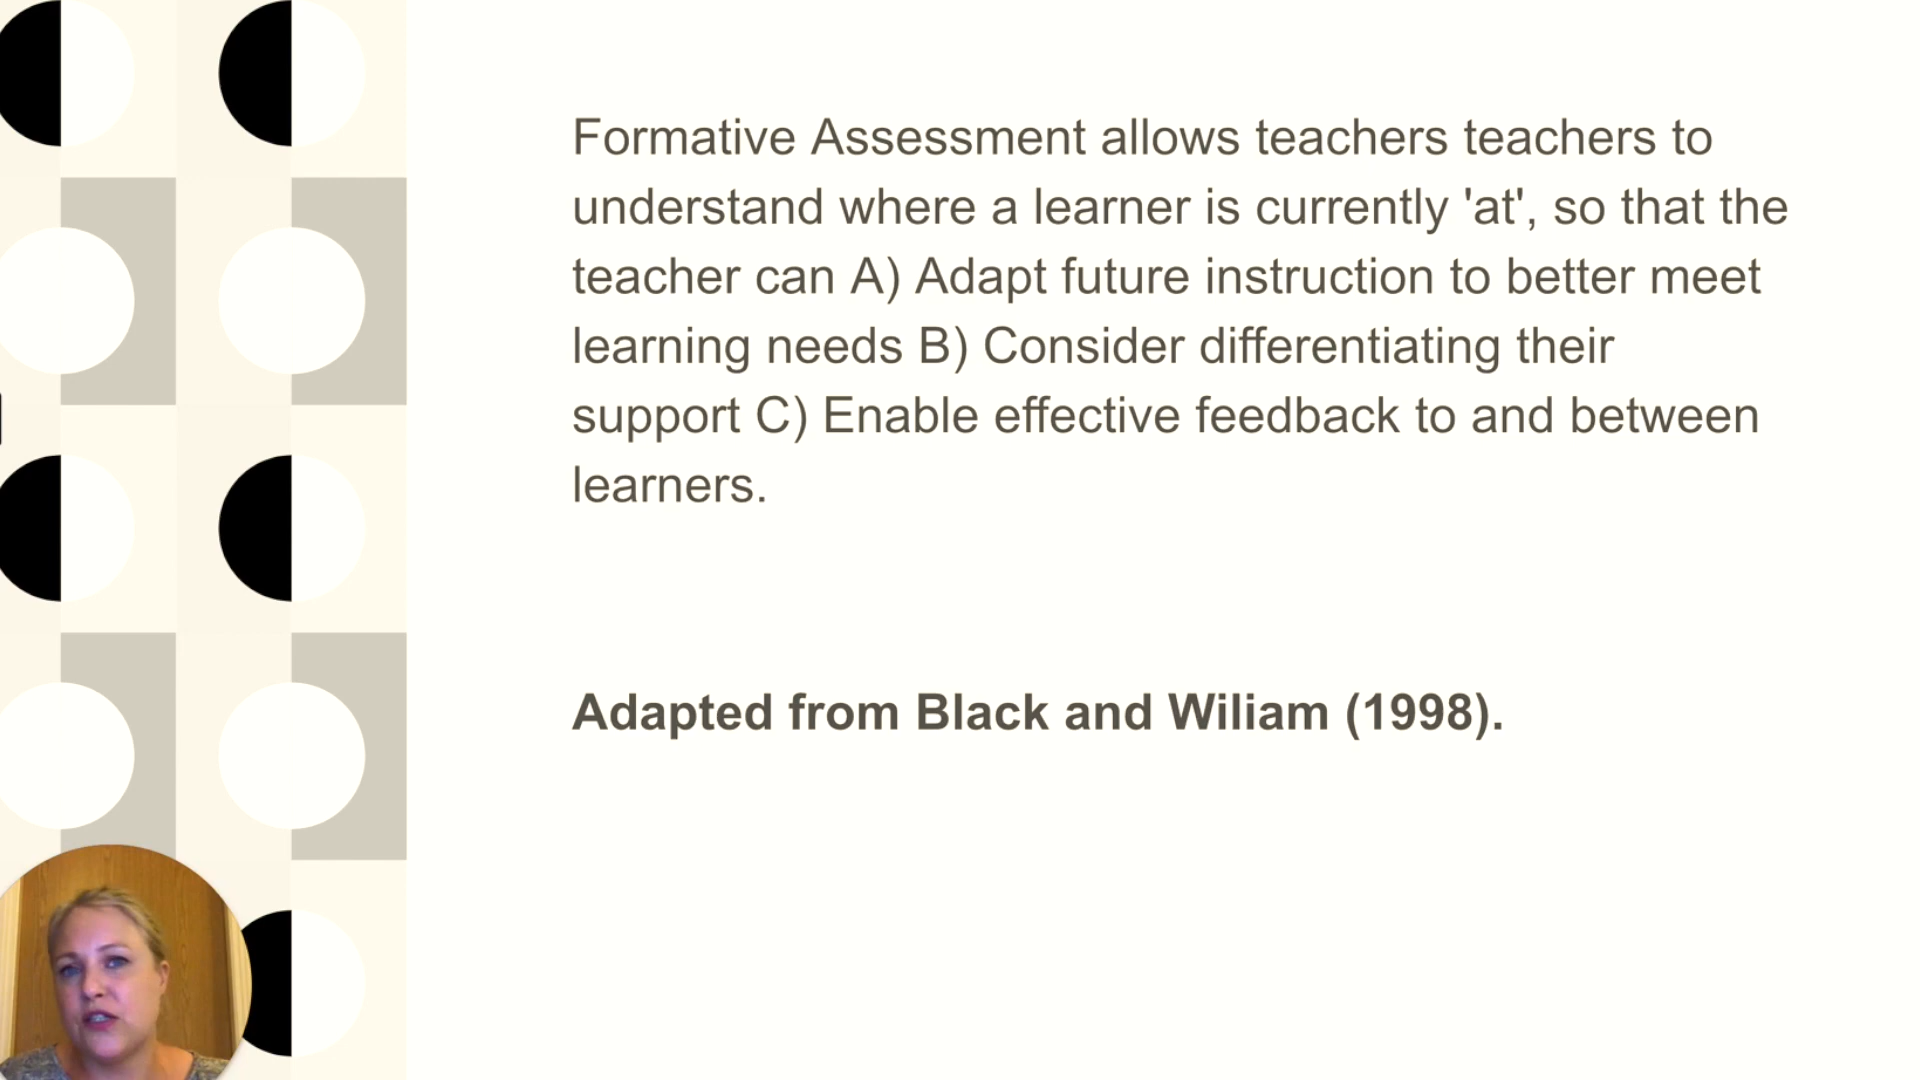 Formative Assessment allows teachers teachers to
understand where a learner is currently 'at', so that the
teacher can A) Adapt future instruction to better meet
learning needs B) Consider differentiating their
support C) Enable effective feedback to and between
learners.
Adapted from Black and Wiliam (1998).